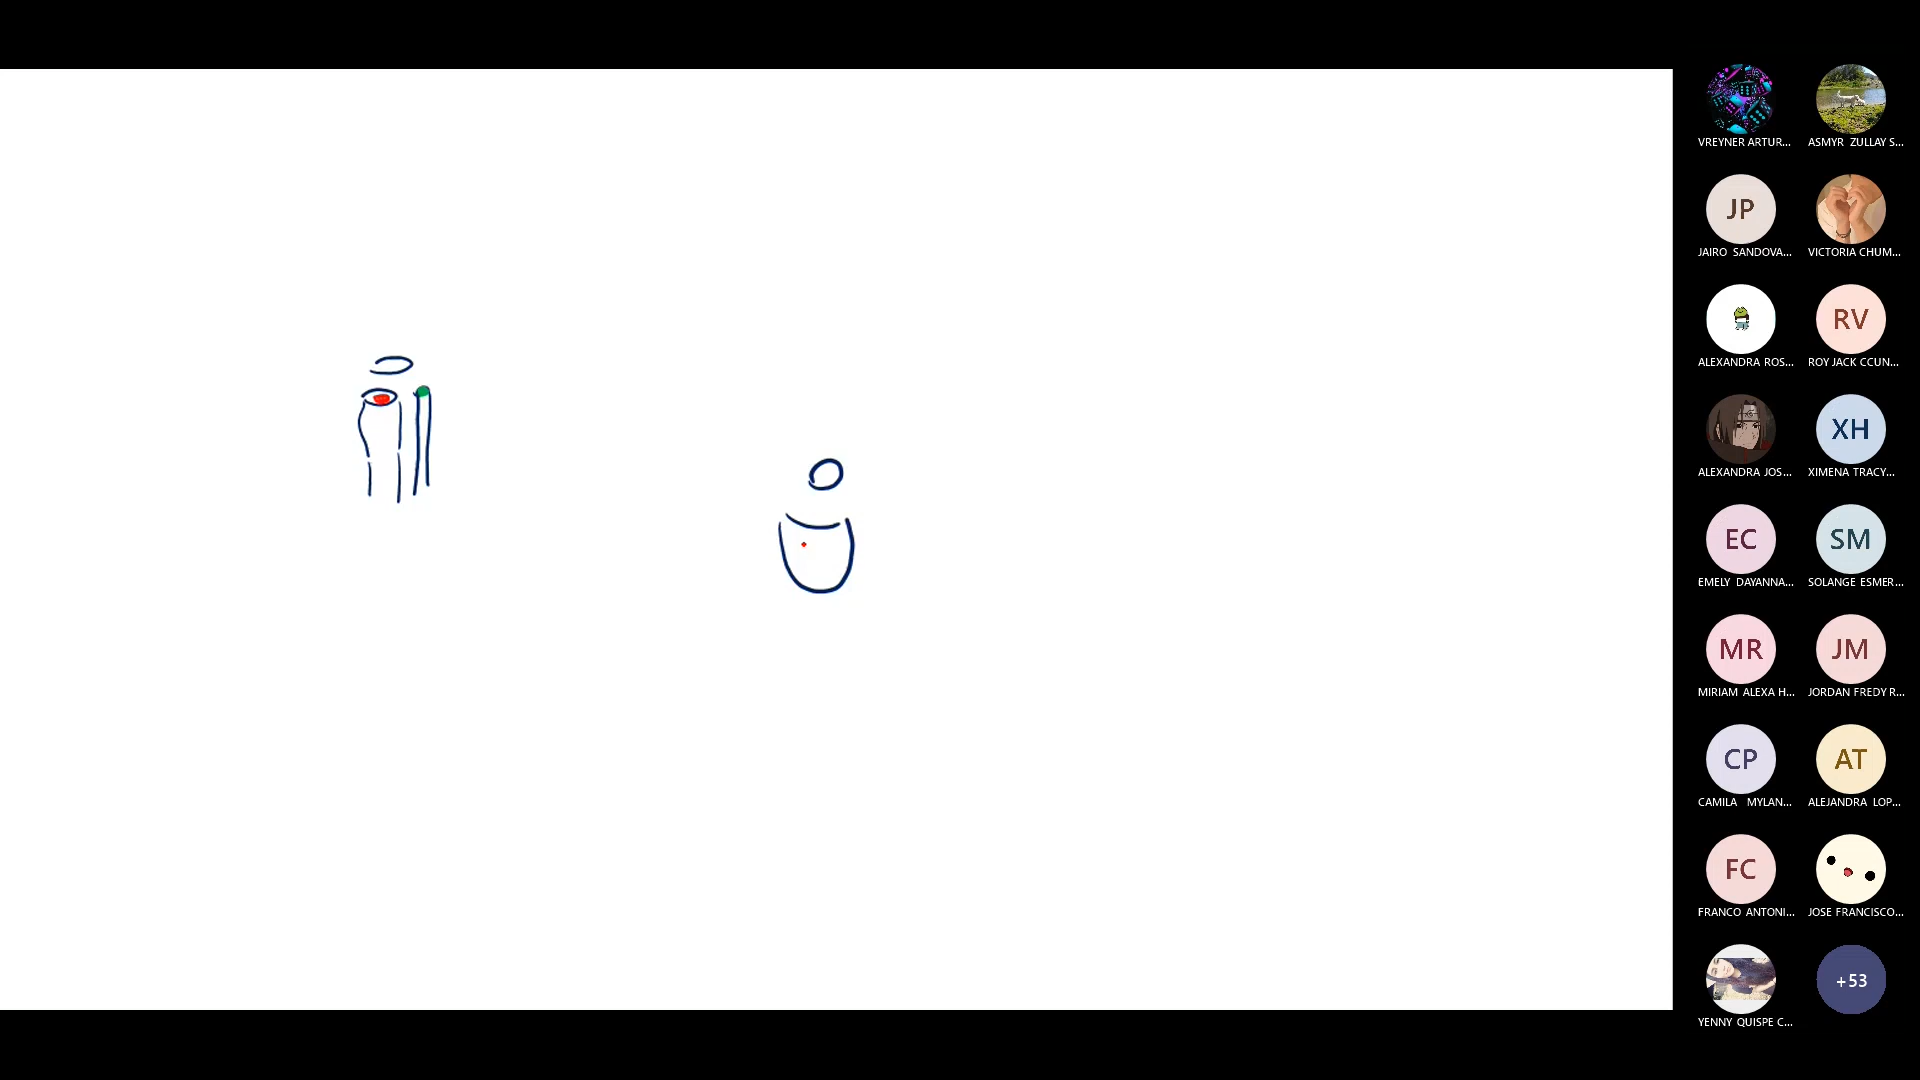 VREYNER ARTUR... ASMYR ZULLAY S...
JP
JAIRO SANDOVA... VICTORIA CHUM...
RV
ALEXANDRA ROS... ROY JACK CCUN...
XH
ALEXANDRA JOS... XIMENA TRACY...
EC SM
EMELY DAYANNA... SOLANGE ESMER...
MR JM
MIRIAM ALEXA H... JORDAN FREDY R...
CP AT
CAMILA MYLAN... ALEJANDRA LOP...
FC
FRANCO ANTONI... JOSE FRANCISCO...
+53
YENNY QUISPE C...